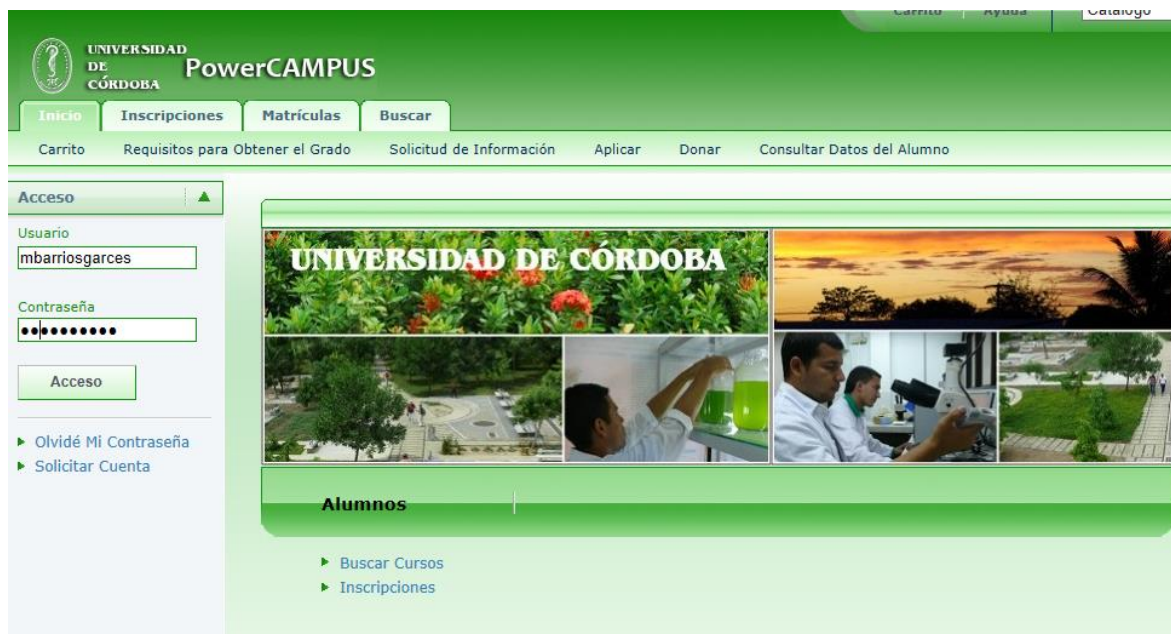 Carrito Ayuda Catálogo
UNIVERSIDAD
DE
CÓRDOBA
PowerCAMPUS
Inicio Inscripciones Matrículas Buscar
Carrito Requisitos para Obtener el Grado Solicitud de Información Aplicar Donar Consultar Datos del Alumno
Acceso
Usuario
mbarriosgarces
Contraseña
••••••••••
Acceso
Olvidé Mi Contraseña
Solicitar Cuenta
UNIVERSIDAD DE CÓRDOBA
Alumnos
Buscar Cursos
Inscripciones